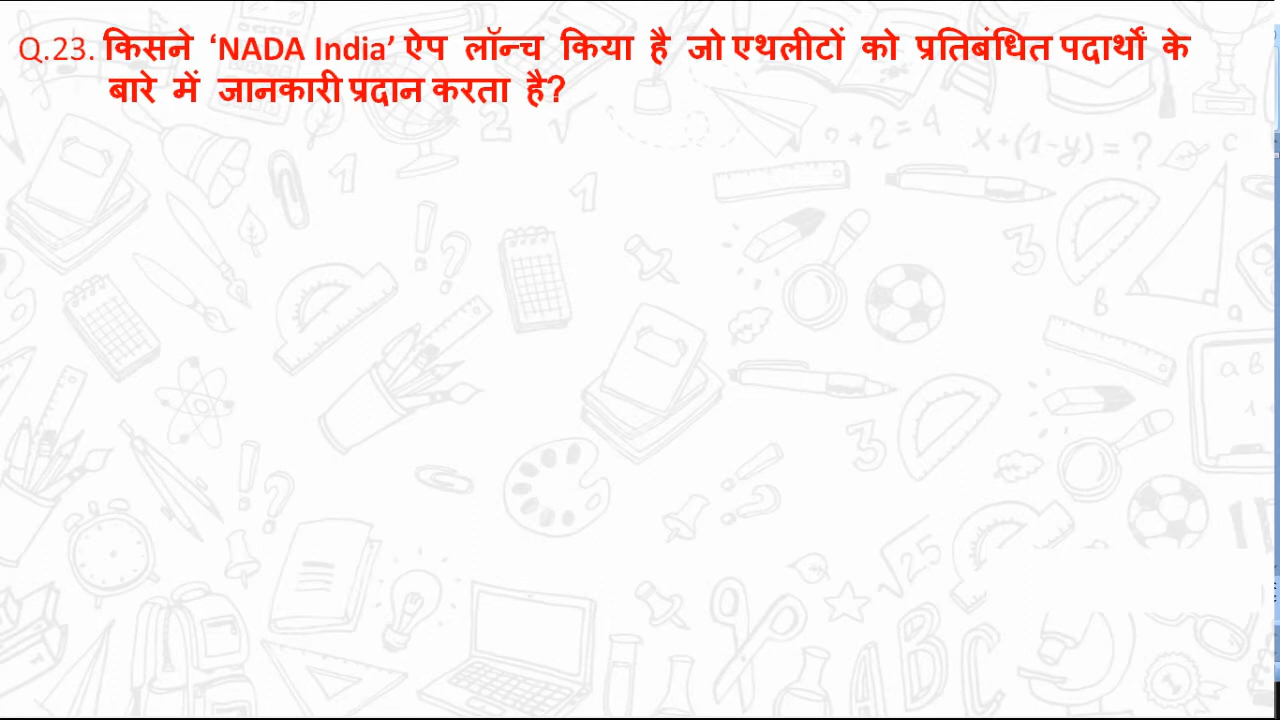 Q.23. किसने ‘NADA India’ ऐप लॉन्च किया है जो एथलीटों को प्रतिबंधित पदार्थों के
बारे में जानकारी प्रदान करता है?